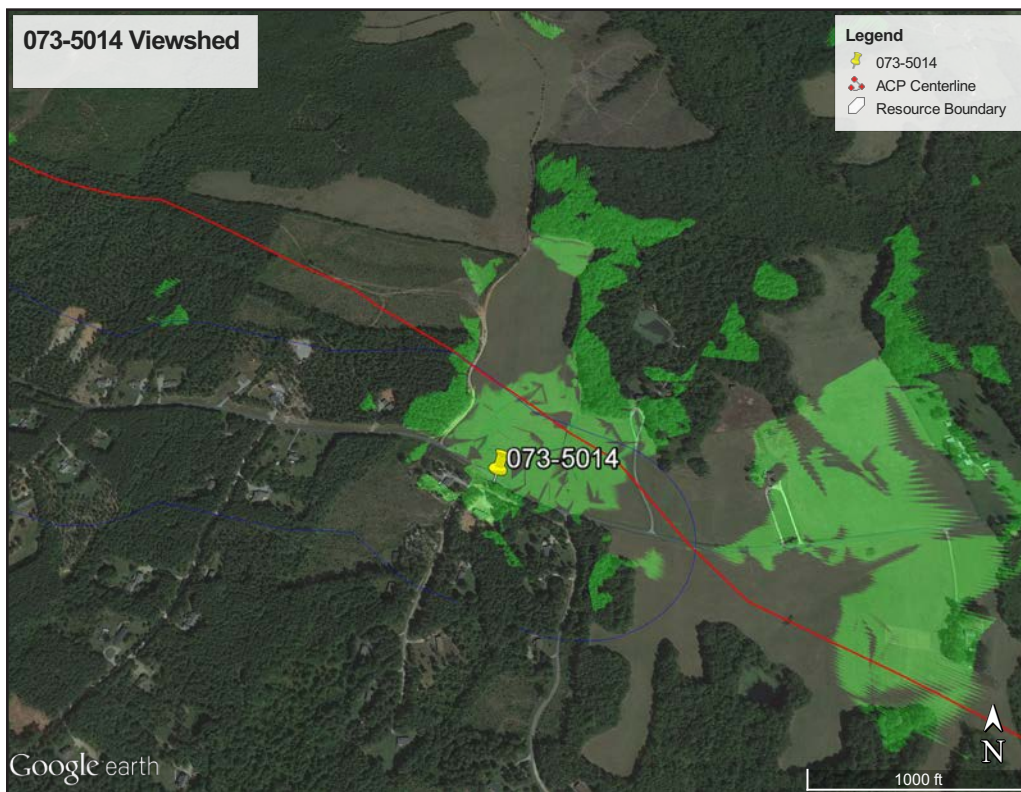 073-5014 Viewshed
Legend
073-5014
ACP Centerline
Resource Boundary
073-5014
Google earth
N
1000 ft